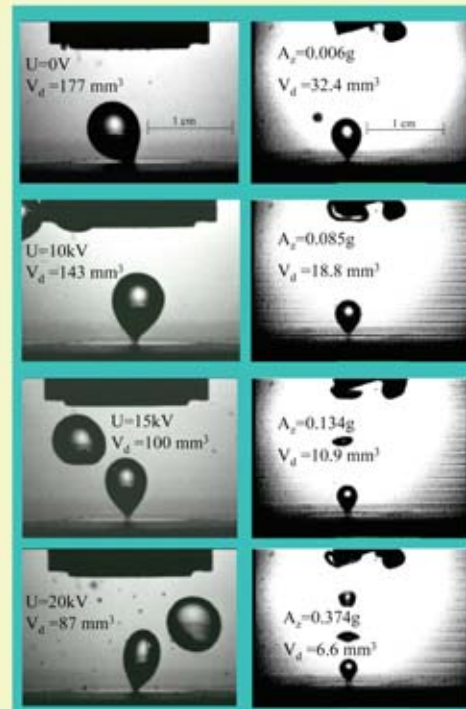 U=0V
V_d =177 mm³
1 cm
A_z=0.006g
V_d =32.4 mm³
1 cm
U=10kV
V_d =143 mm³
A_z=0.085g
V_d =18.8 mm³
U=15kV
V_d =100 mm³
A_z=0.134g
V_d =10.9 mm³
U=20kV
V_d =87 mm³
A_z=0.374g
V_d =6.6 mm³